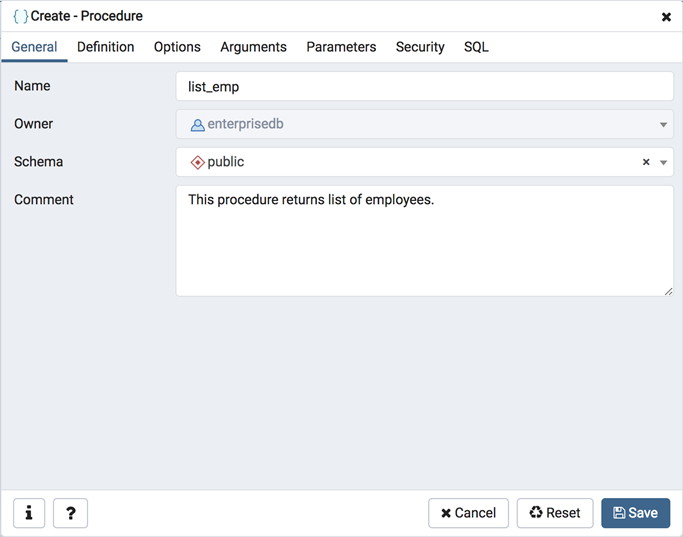 Create - Procedure
General Definition Options Arguments Parameters Security SQL
Name list_emp
Owner enterprisedb
Schema public
Comment This procedure returns list of employees.
Cancel Reset Save